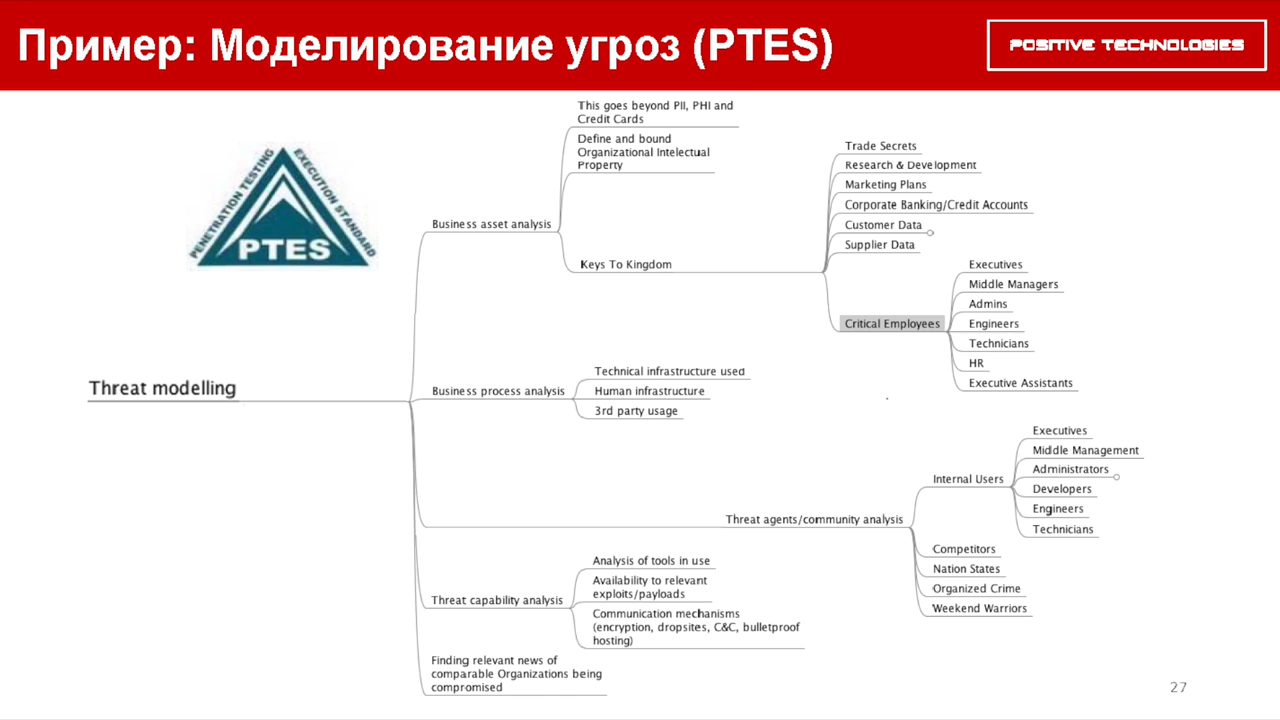 Пример: Моделирование угроз (PTES)
POSITIVE TECHNOLOGIES
PENETRATION TESTING
EXECUTION STANDARD
PTES
Threat modelling
Business asset analysis
This goes beyond PII, PHI and
Credit Cards
Define and bound
Organizational Intelectual
Property
Keys To Kingdom
Trade Secrets
Research & Development
Marketing Plans
Corporate Banking/Credit Accounts
Customer Data
Supplier Data
Critical Employees
Executives
Middle Managers
Admins
Engineers
Technicians
HR
Executive Assistants
Business process analysis
Technical infrastructure used
Human infrastructure
3rd party usage
Threat agents/community analysis
Internal Users
Executives
Middle Management
Administrators
Developers
Engineers
Technicians
Competitors
Nation States
Organized Crime
Weekend Warriors
Threat capability analysis
Analysis of tools in use
Availability to relevant
exploits/payloads
Communication mechanisms
(encryption, dropsites, C&C, bulletproof
hosting)
Finding relevant news of
comparable Organizations being
compromised
27